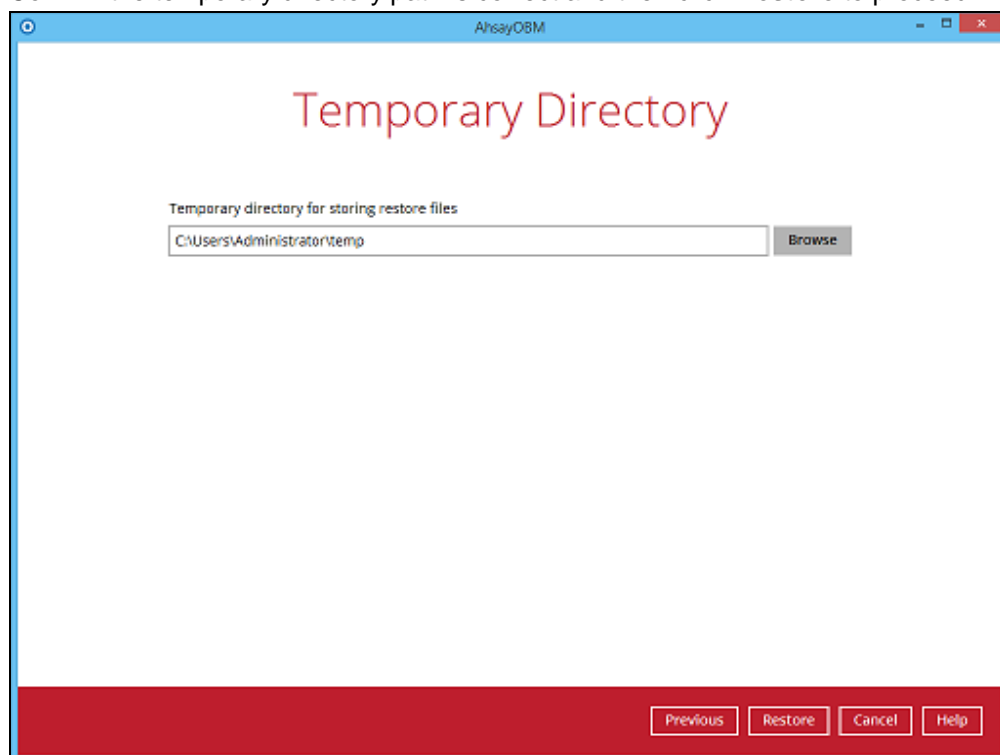 AhsayOBM
Temporary Directory
Temporary directory for storing restore files
C:\Users\Administrator\temp
Browse
Previous Restore Cancel Help